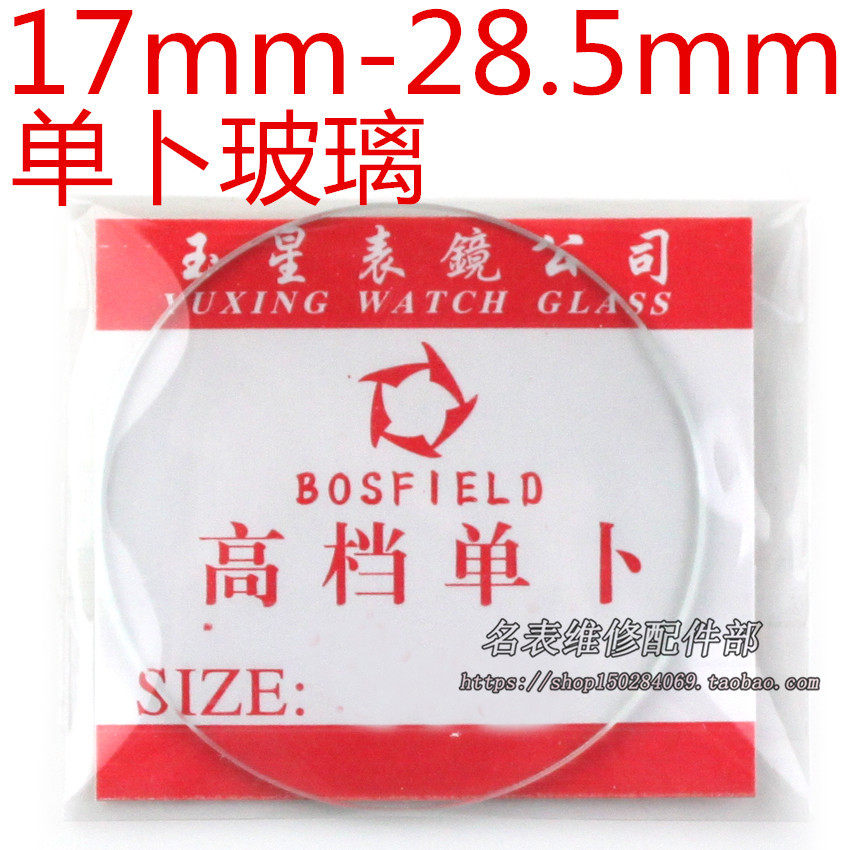 17mm-28.5mm
单卜玻璃
玉星表鏡公司
YUXING WATCH GLASS
BOSFIELD
高档单卜
名表维修配件部
https://shop150284069.taobao.com
SIZE: